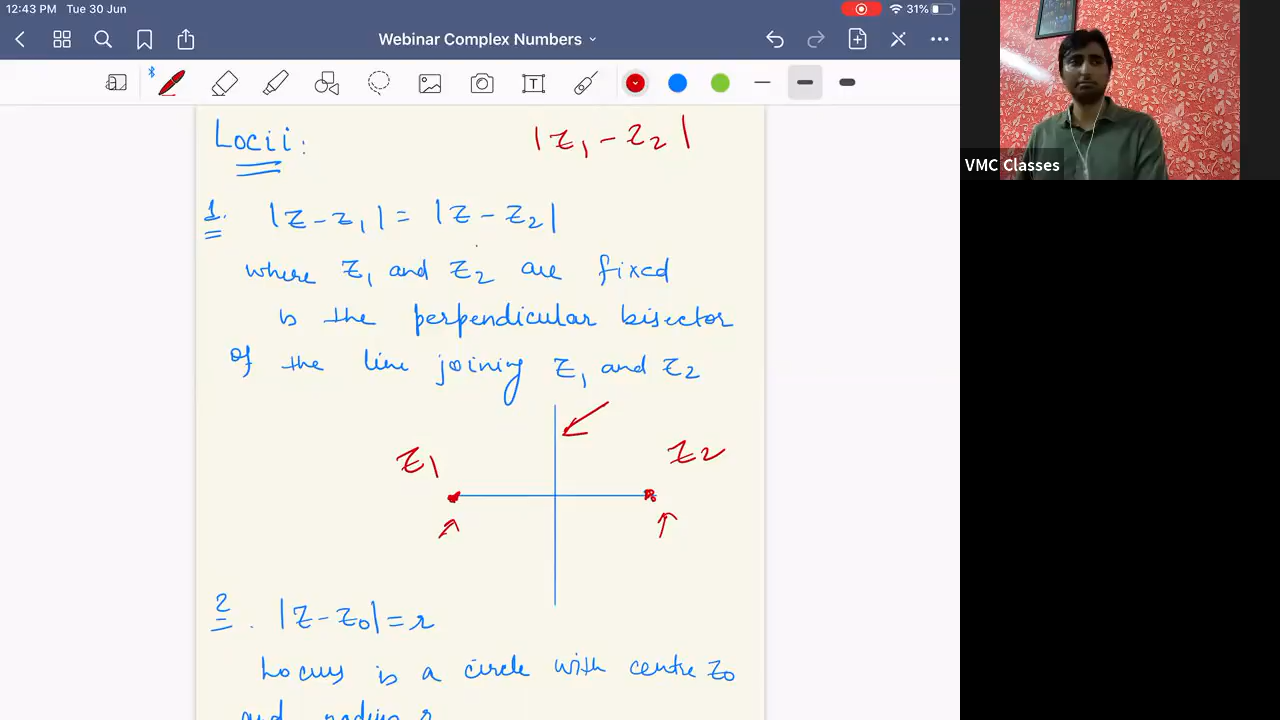 12:43 PM Tue 30 Jun
31%
Webinar Complex Numbers
T
Locii:
|z₁ - z₂|
1. |z - z₁| = |z - z₂|
where z₁ and z₂ are fixed
is the perpendicular bisector
of the line joining z₁ and z₂
z₁
z₂
2. |z - z₀| = r
Locus is a circle with centre z₀
and radius r
VMC Classes